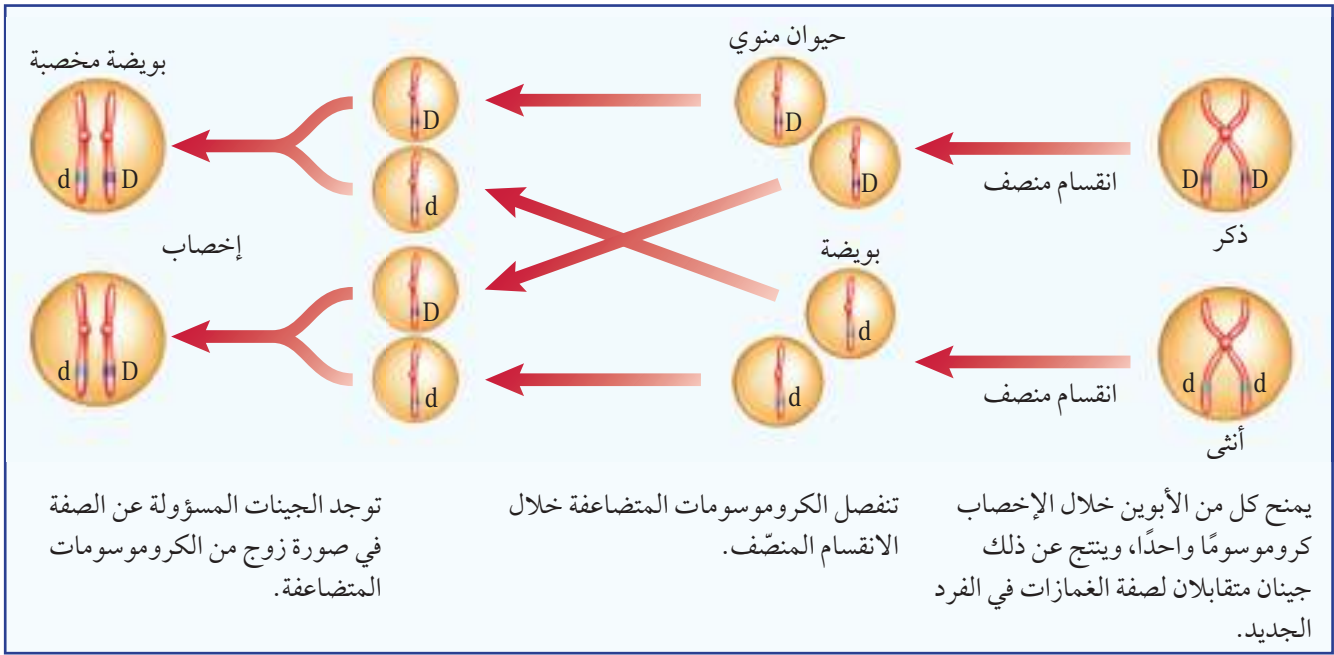 حيوان منوي
بويضة مخصبة
D
D
D
D
D
d
d
D
انقسام منصف
ذكر
بويضة
إخصاب
d
d
d
d
D
d
d
D
انقسام منصف
أنثى
يمنح كل من الأبوين خلال الإخصاب
كروموسومًا واحدًا، وينتج عن ذلك
جينان متقابلان لصفة الغمازات في الفرد
الجديد.
تنفصل الكروموسومات المتضاعفة خلال
الانقسام المنصّف.
توجد الجينات المسؤولة عن الصفة
في صورة زوج من الكروموسومات
المتضاعفة.